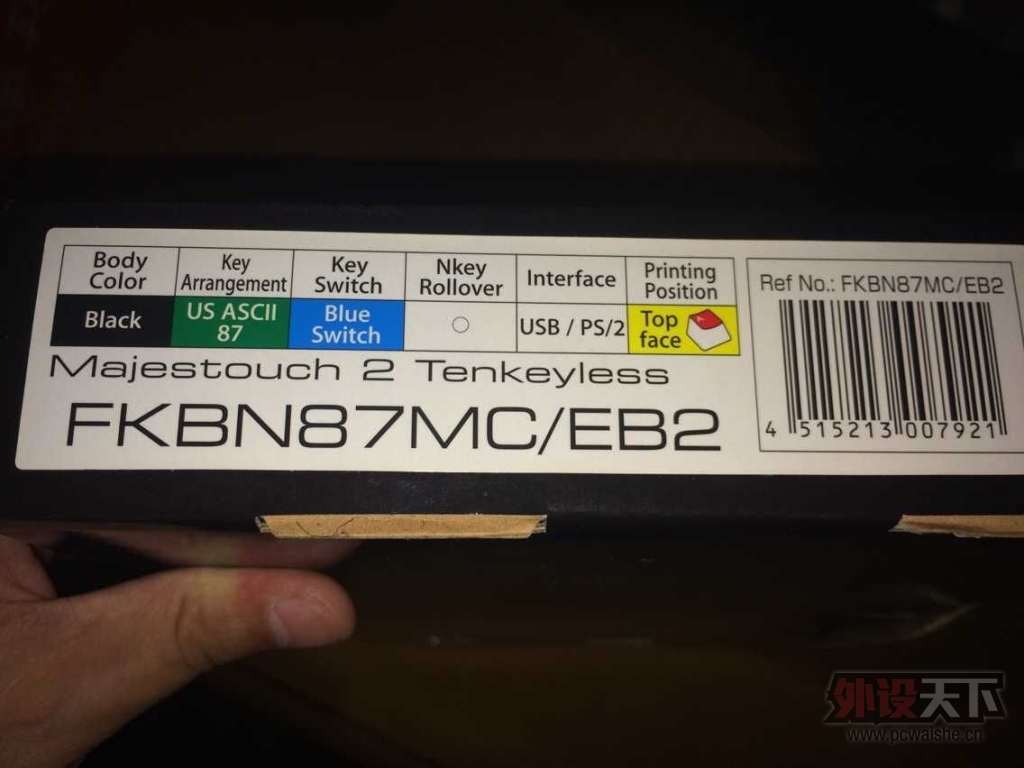 Body Color
Key Arrangement
Key Switch
Nkey Rollover
Interface
Printing Position
Black
US ASCII 87
Blue Switch
○
USB / PS/2
Top face
Majestouch 2 Tenkeyless
FKBN87MC/EB2
Ref No.: FKBN87MC/EB2
4 515213 007921
外设天下
www.pcwaishe.cn